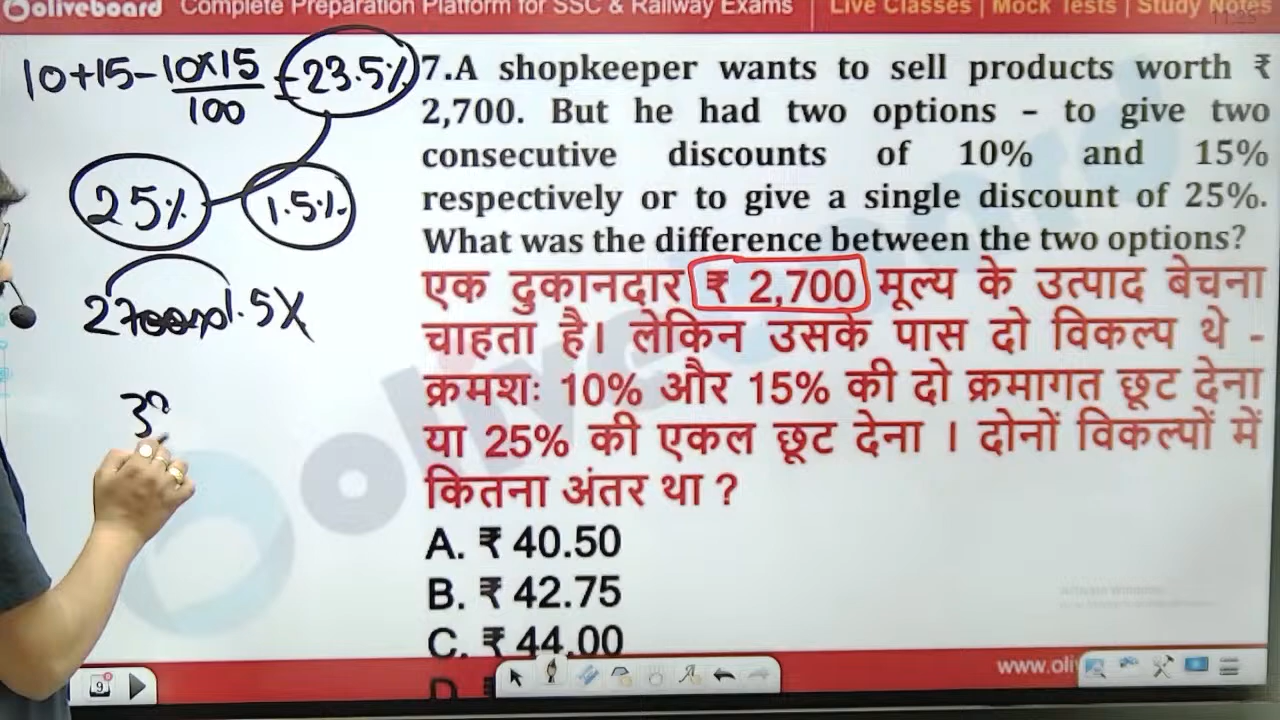 oliveboard Complete Preparation Platform for SSC & Railway Exams Live Classes | Mock Tests | Study Notes
11:25
10+15-10×15/100 = 23.5%
25% 1.5%
2700×1.5%
7.A shopkeeper wants to sell products worth ₹
2,700. But he had two options – to give two
consecutive discounts of 10% and 15%
respectively or to give a single discount of 25%.
What was the difference between the two options?
एक दुकानदार ₹ 2,700 मूल्य के उत्पाद बेचना
चाहता है। लेकिन उसके पास दो विकल्प थे -
क्रमशः 10% और 15% की दो क्रमागत छूट देना
या 25% की एकल छूट देना । दोनों विकल्पों में
कितना अंतर था ?
A. ₹ 40.50
B. ₹ 42.75
C. ₹ 44.00
D.
oliveboard
www.oli
9